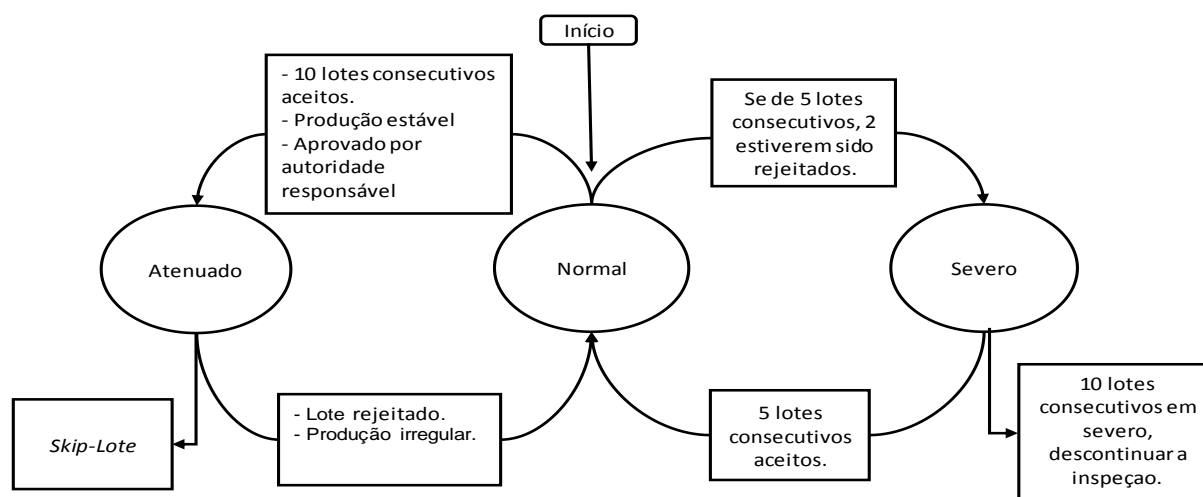 Início
- 10 lotes consecutivos
aceitos.
- Produção estável
- Aprovado por
autoridade
responsável
Se de 5 lotes
consecutivos, 2
estiverem sido
rejeitados.
Atenuado
Normal
Severo
Skip-Lote
- Lote rejeitado.
- Produção irregular.
5 lotes
consecutivos
aceitos.
10 lotes
consecutivos em
severo,
descontinuar a
inspeçao.